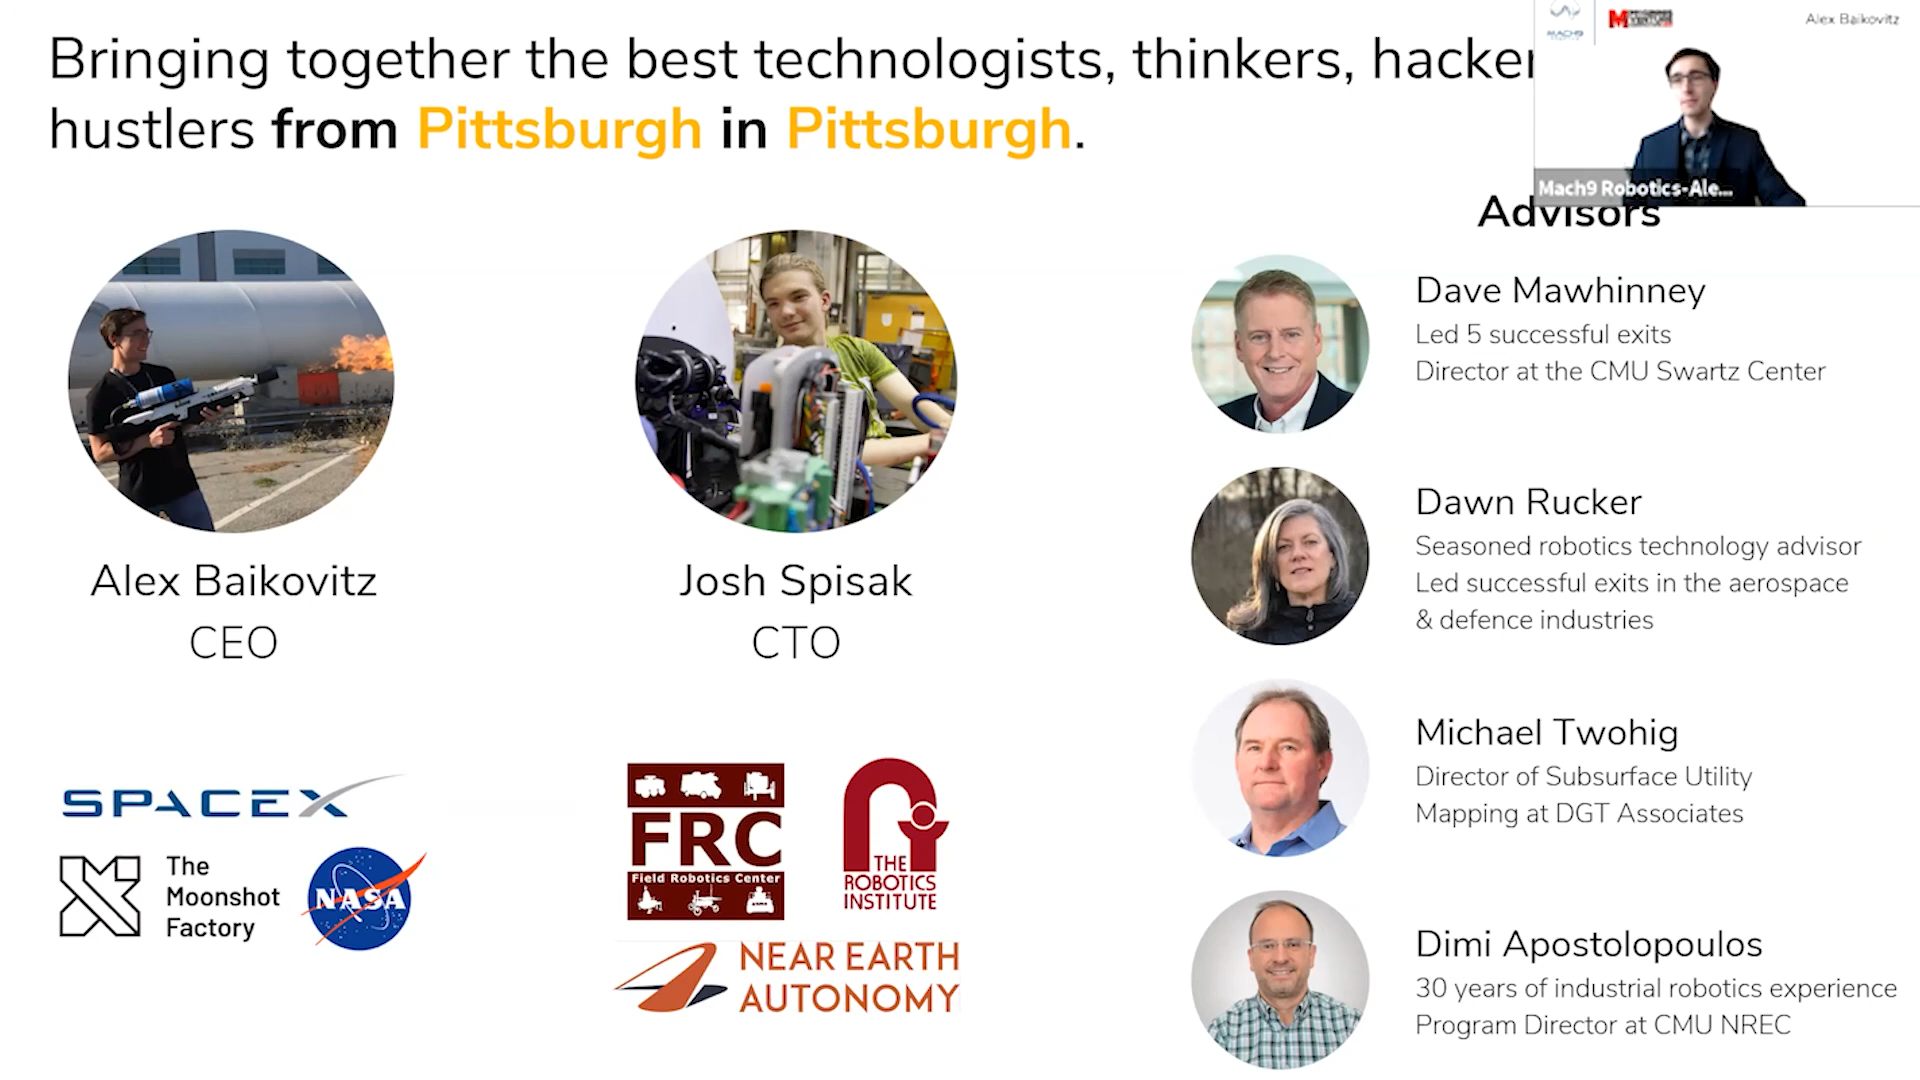 Bringing together the best technologists, thinkers, hacker
hustlers from Pittsburgh in Pittsburgh.
MACH9
Alex Baikovitz
Mach9 Robotics-Ale...
Advisors
Alex Baikovitz
CEO
Josh Spisak
CTO
SPACEX
The
Moonshot
Factory
NASA
FRC
Field Robotics Center
THE
ROBOTICS
INSTITUTE
NEAR EARTH
AUTONOMY
Dave Mawhinney
Led 5 successful exits
Director at the CMU Swartz Center
Dawn Rucker
Seasoned robotics technology advisor
Led successful exits in the aerospace
& defence industries
Michael Twohig
Director of Subsurface Utility
Mapping at DGT Associates
Dimi Apostolopoulos
30 years of industrial robotics experience
Program Director at CMU NREC